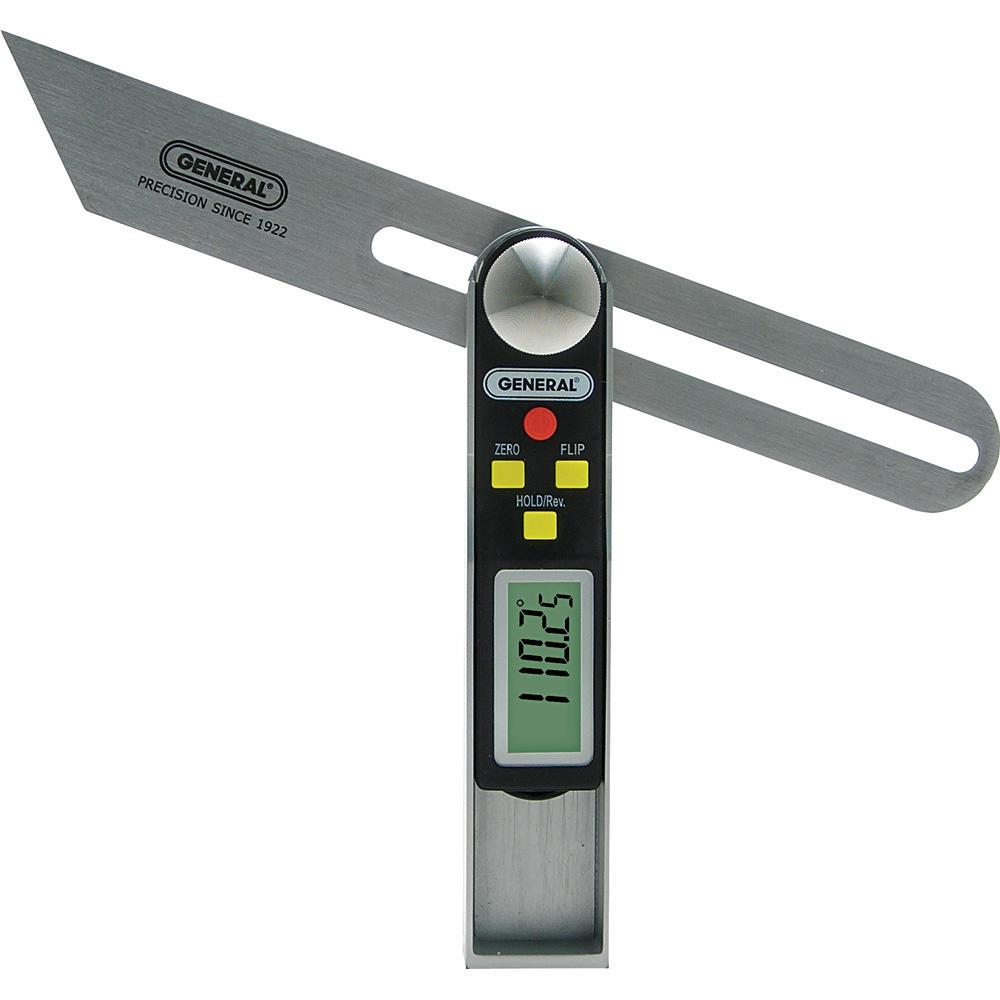 GENERAL®
PRECISION SINCE 1922
GENERAL®
ZERO FLIP
HOLD/Rev.
110.25°